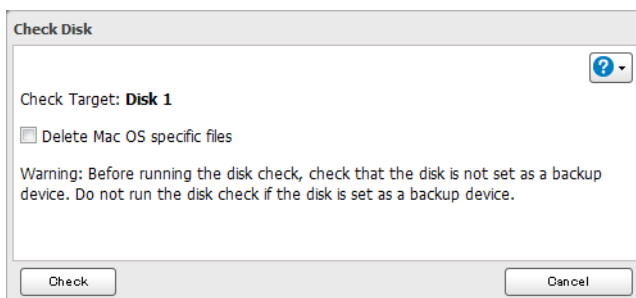 Check Disk
?
Check Target: Disk 1
Delete Mac OS specific files
Warning: Before running the disk check, check that the disk is not set as a backup
device. Do not run the disk check if the disk is set as a backup device.
Check
Cancel